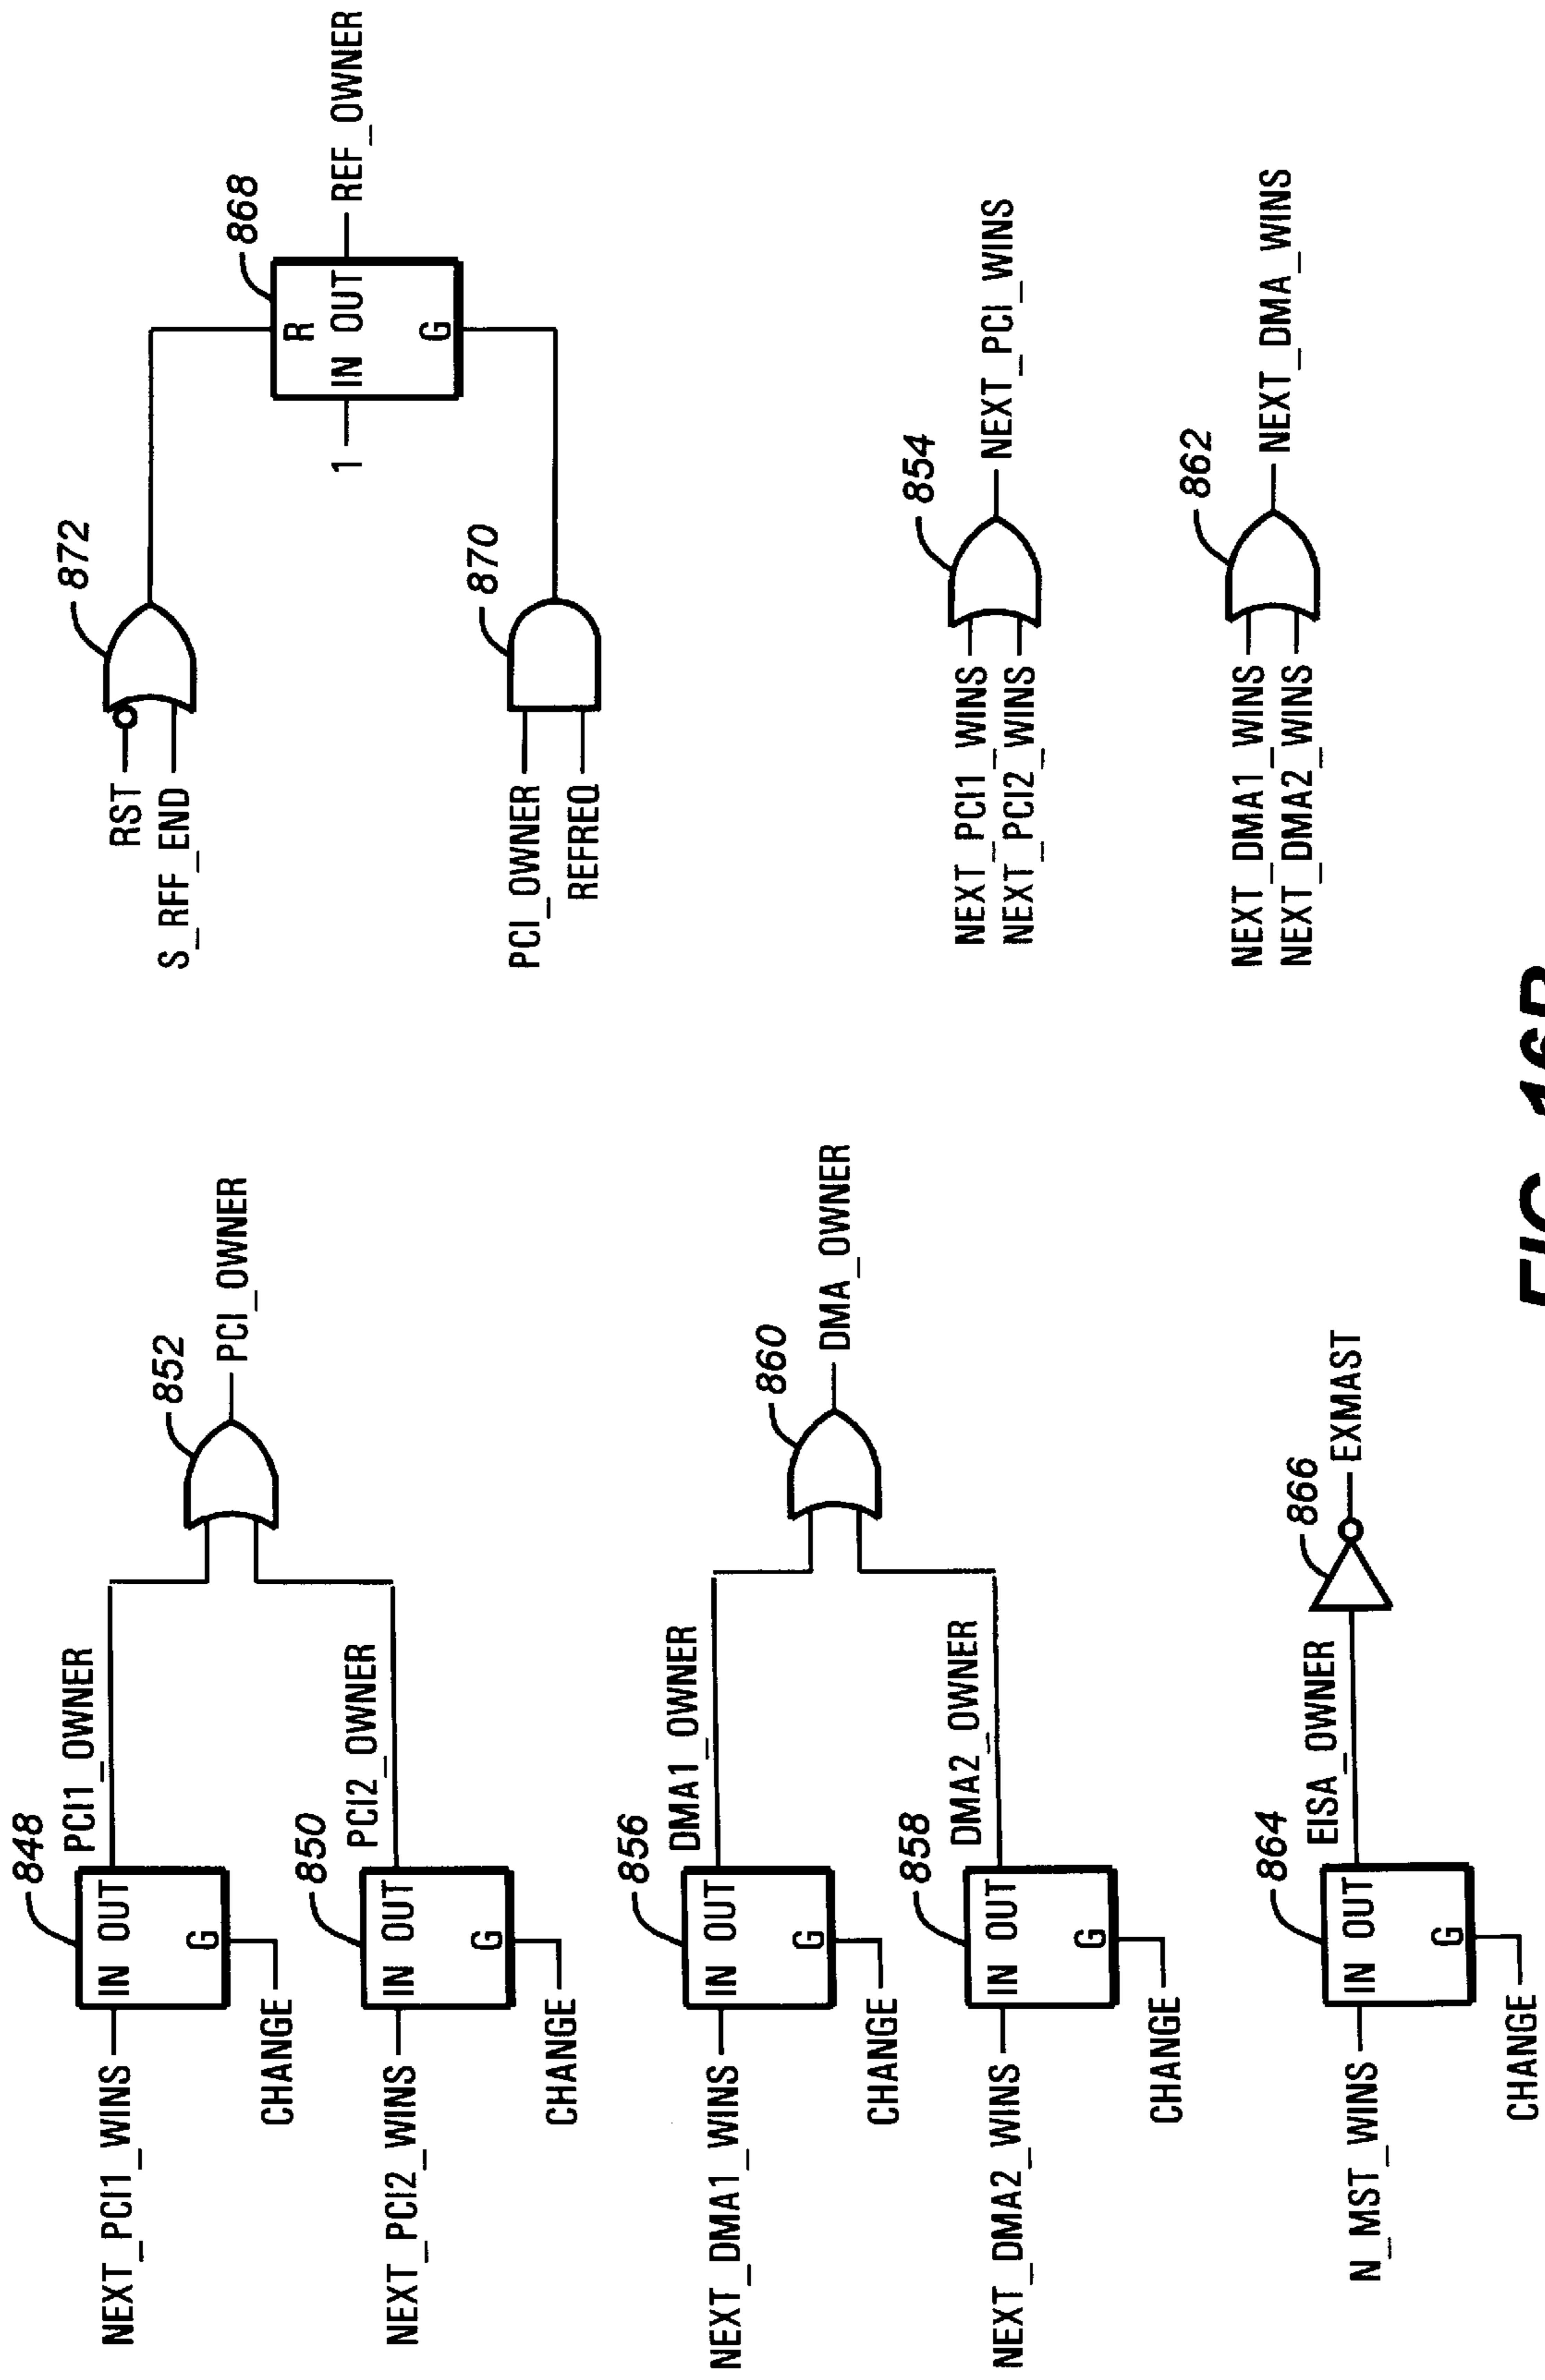 848
NEXT_PCI1_WINS
IN OUT
G
PCI1_OWNER
CHANGE
852
PCI_OWNER
850
NEXT_PCI2_WINS
IN OUT
G
PCI2_OWNER
CHANGE
856
NEXT_DMA1_WINS
IN OUT
G
DMA1_OWNER
CHANGE
860
DMA_OWNER
858
NEXT_DMA2_WINS
IN OUT
G
DMA2_OWNER
CHANGE
864
N_MST_WINS
IN OUT
G
EISA_OWNER
CHANGE
866
EXMAST
872
RST
S_RFF_END
868
R
1
IN OUT
G
REF_OWNER
870
PCI_OWNER
REFREQ
854
NEXT_PCI1_WINS
NEXT_PCI2_WINS
NEXT_PCI_WINS
862
NEXT_DMA1_WINS
NEXT_DMA2_WINS
NEXT_DMA_WINS